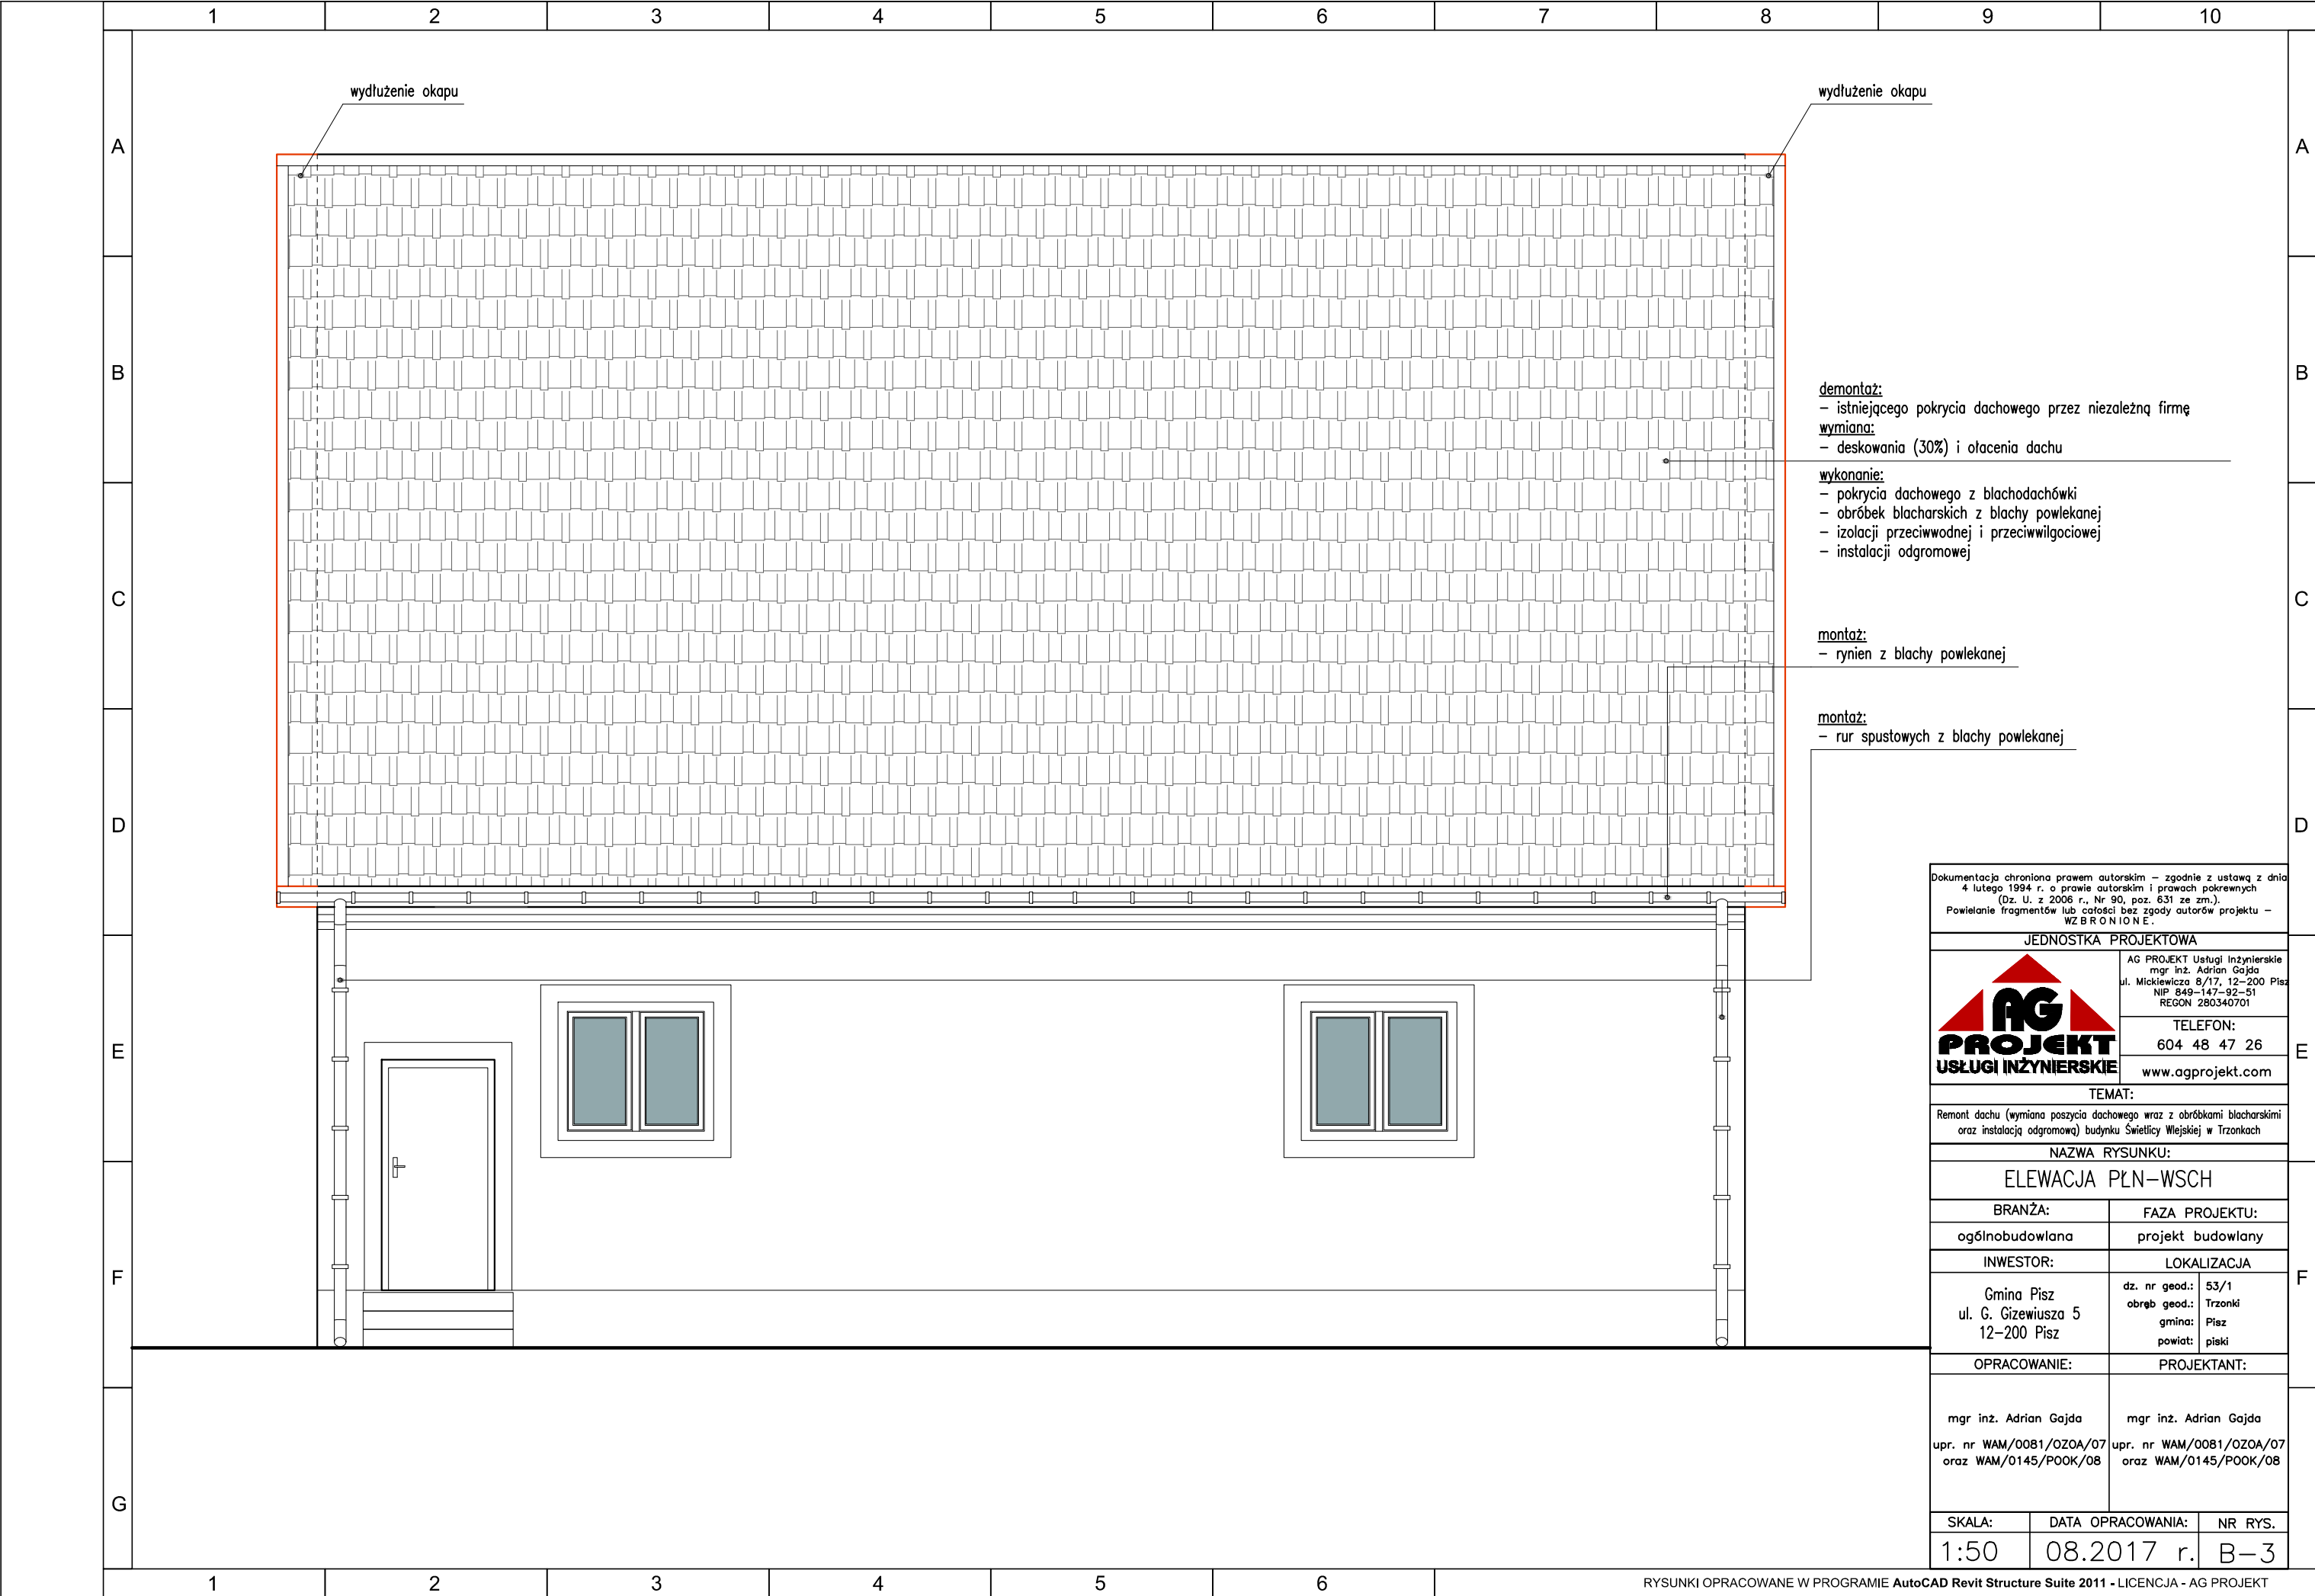 1 2 3 4 5 6 7 8 9 10
wydłużenie okapu
wydłużenie okapu
A
A
B
B
C
C
D
D
E
E
F
F
G
demontaż:
– istniejącego pokrycia dachowego przez niezależną firmę
wymiana:
– deskowania (30%) i ołacenia dachu
wykonanie:
– pokrycia dachowego z blachodachówki
– obróbek blacharskich z blachy powlekanej
– izolacji przeciwwodnej i przeciwwilgociowej
– instalacji odgromowej
montaż:
– rynien z blachy powlekanej
montaż:
– rur spustowych z blachy powlekanej
Dokumentacja chroniona prawem autorskim – zgodnie z ustawą z dnia
4 lutego 1994 r. o prawie autorskim i prawach pokrewnych
(Dz. U. z 2006 r., Nr 90, poz. 631 ze zm.).
Powielanie fragmentów lub całości bez zgody autorów projektu –
WZBRONIONE.
JEDNOSTKA PROJEKTOWA
AG
PROJEKT
USŁUGI INŻYNIERSKIE
AG PROJEKT Usługi Inżynierskie
mgr inż. Adrian Gajda
ul. Mickiewicza 8/17, 12–200 Pisz
NIP 849–147–92–51
REGON 280340701
TELEFON:
604 48 47 26
www.agprojekt.com
TEMAT:
Remont dachu (wymiana poszycia dachowego wraz z obróbkami blacharskimi
oraz instalacją odgromową) budynku Świetlicy Wiejskiej w Trzonkach
NAZWA RYSUNKU:
ELEWACJA PŁN–WSCH
BRANŻA:
FAZA PROJEKTU:
ogólnobudowlana
projekt budowlany
INWESTOR:
LOKALIZACJA
Gmina Pisz
ul. G. Gizewiusza 5
12–200 Pisz
dz. nr geod.: 53/1
obręb geod.: Trzonki
gmina: Pisz
powiat: piski
OPRACOWANIE:
PROJEKTANT:
mgr inż. Adrian Gajda
upr. nr WAM/0081/OZOA/07
oraz WAM/0145/POOK/08
mgr inż. Adrian Gajda
upr. nr WAM/0081/OZOA/07
oraz WAM/0145/POOK/08
SKALA:
DATA OPRACOWANIA:
NR RYS.
1:50
08.2017 r.
B–3
1 2 3 4 5 6
RYSUNKI OPRACOWANE W PROGRAMIE AutoCAD Revit Structure Suite 2011 - LICENCJA - AG PROJEKT